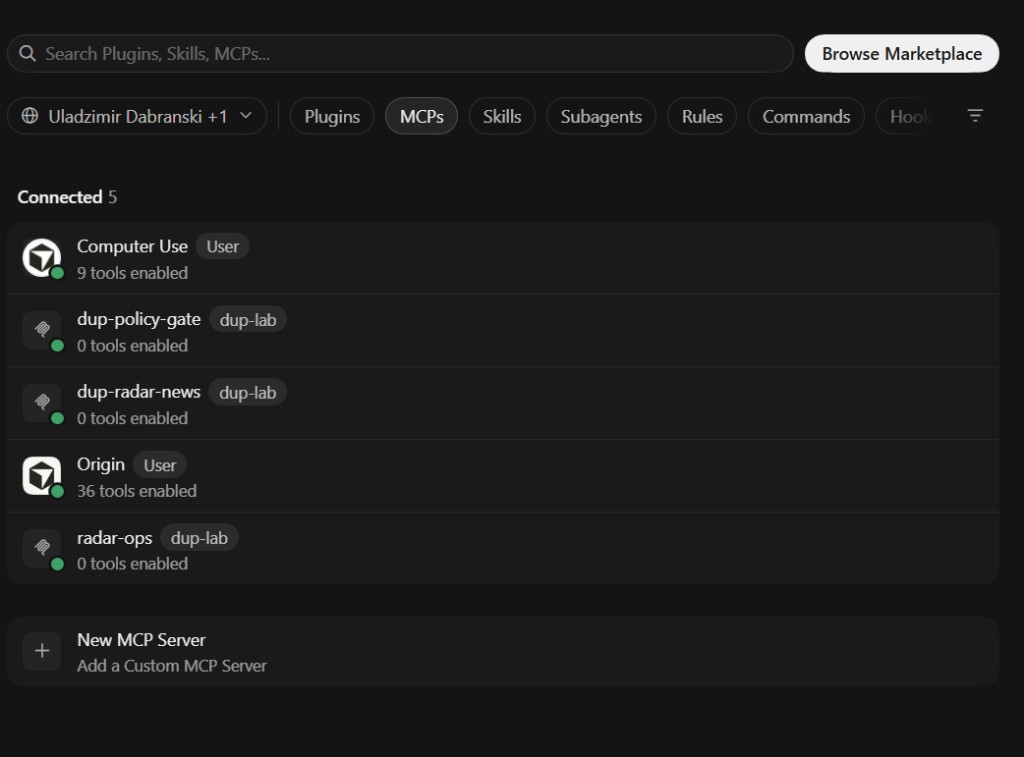 Search Plugins, Skills, MCPs...
Browse Marketplace
Uladzimir Dabranski +1
Plugins
MCPs
Skills
Subagents
Rules
Commands
Connected 5
Computer Use User
9 tools enabled
dup-policy-gate dup-lab
0 tools enabled
dup-radar-news dup-lab
0 tools enabled
Origin User
36 tools enabled
radar-ops dup-lab
0 tools enabled
New MCP Server
Add a Custom MCP Server